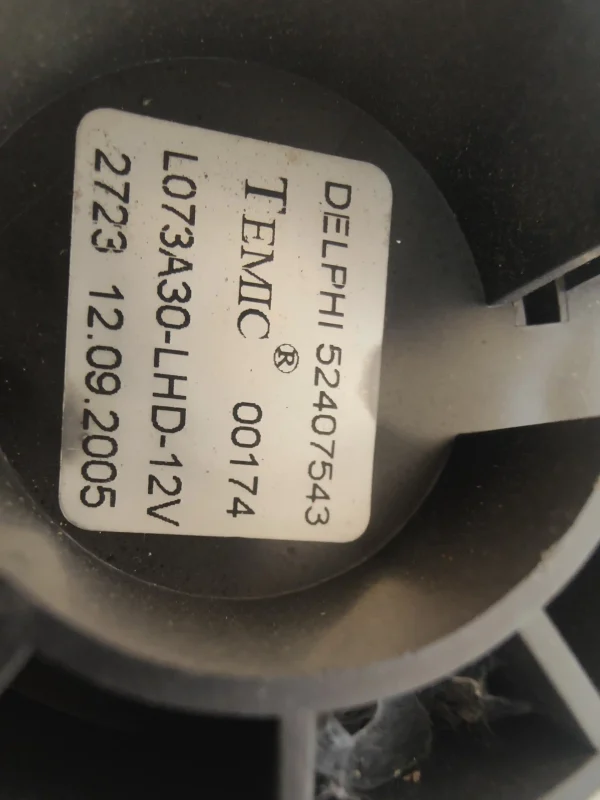 DELPHI 52407543
TEMIC® 00174
L073A30-LHD-12V
2723 12.09.2005